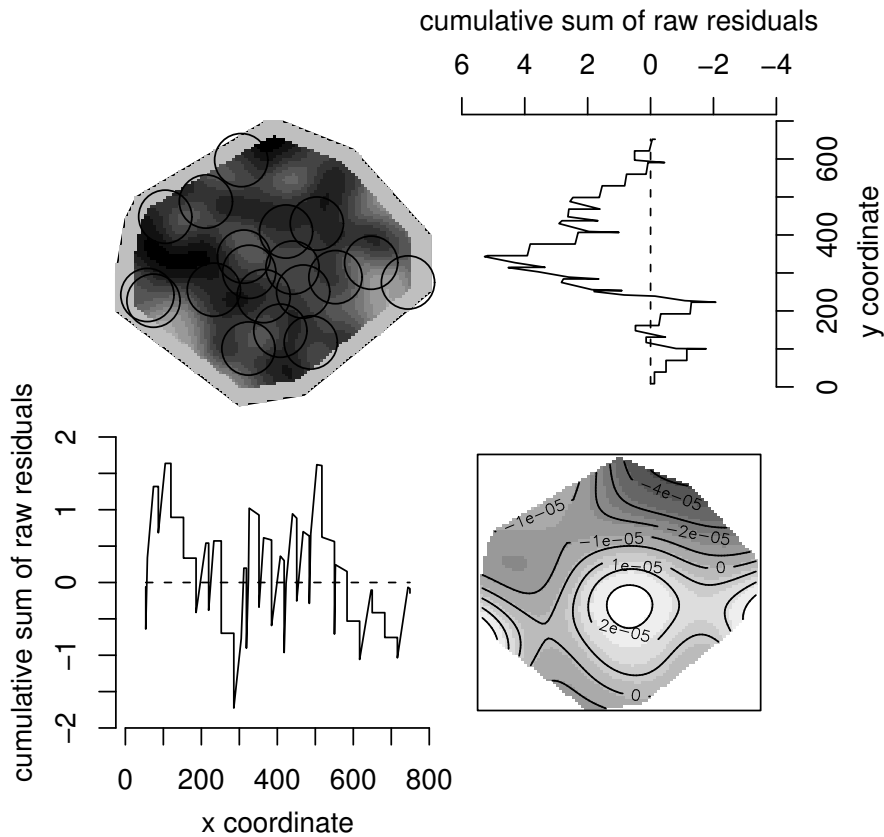 cumulative sum of raw residuals
6 4 2 0 −2 −4
0 200 400 600
y coordinate
cumulative sum of raw residuals
−2 −1 0 1 2
0 200 400 600 800
x coordinate
−4e−05
−1e−05
−2e−05
−1e−05
0
1e−05
2e−05
0